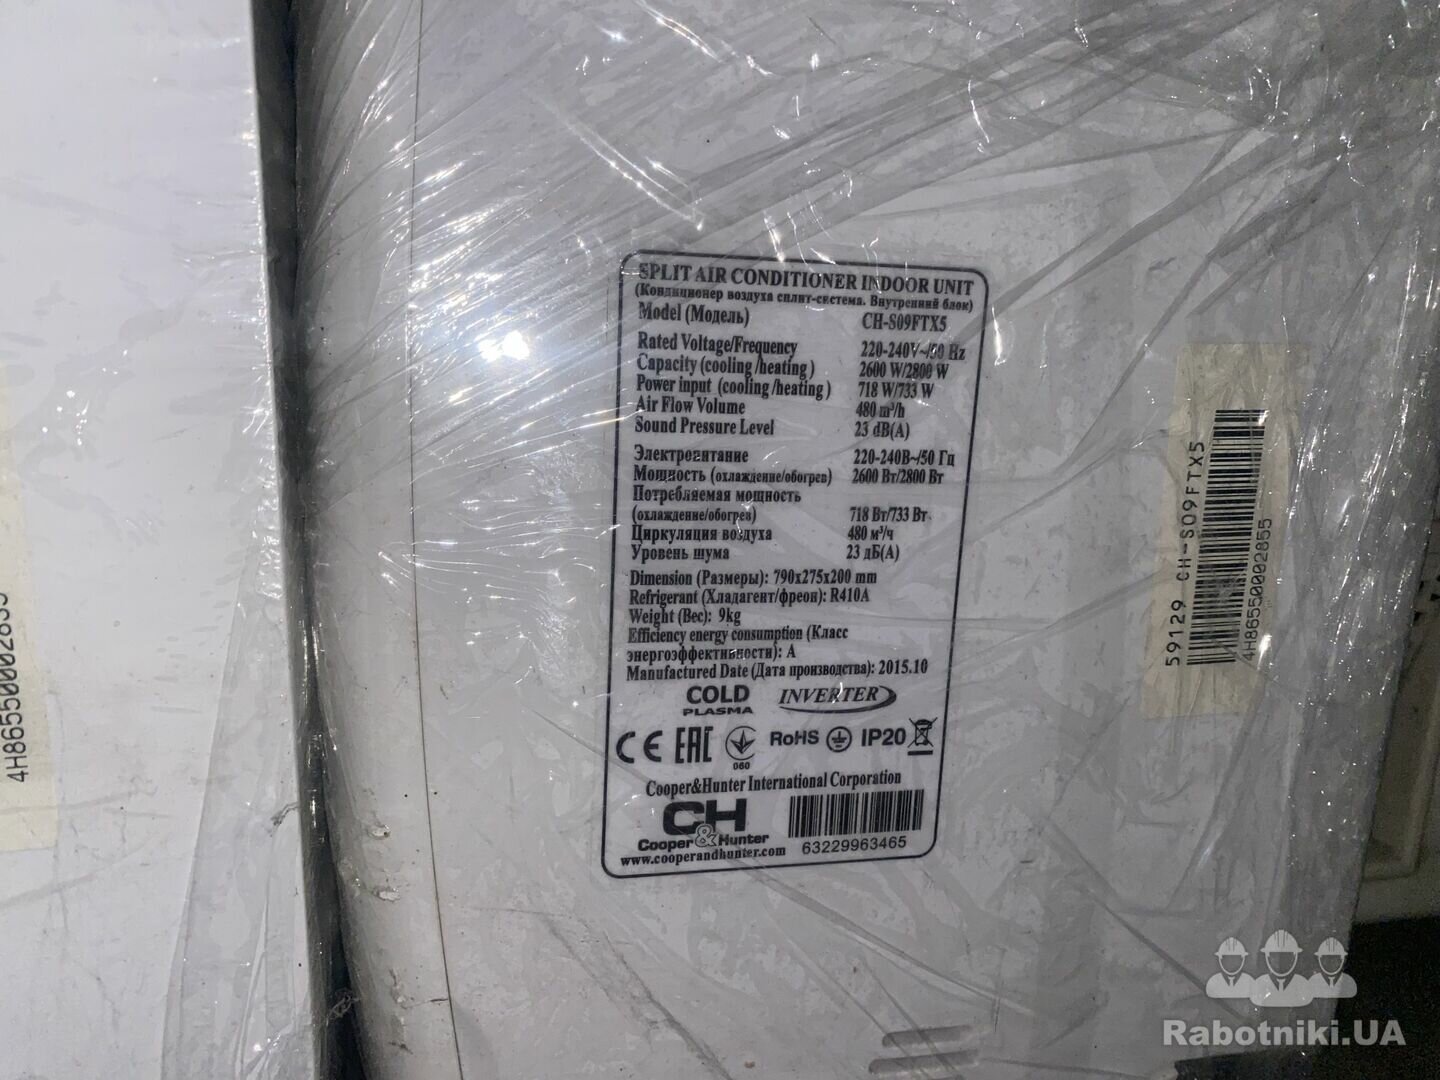 SPLIT AIR CONDITIONER INDOOR UNIT
(Кондиционер воздуха сплит-система. Внутренний блок)
Model (Модель) CH-S09FTX5
Rated Voltage/Frequency 220-240V~/50 Hz
Capacity (cooling /heating) 2600 W/2800 W
Power input (cooling /heating) 718 W/733 W
Air Flow Volume 480 m³/h
Sound Pressure Level 23 dB(A)
Электропитание 220-240В~/50 Гц
Мощность (охлаждение/обогрев) 2600 Вт/2800 Вт
Потребляемая мощность
(охлаждение/обогрев) 718 Вт/733 Вт
Циркуляция воздуха 480 м³/ч
Уровень шума 23 дБ(А)
Dimension (Размеры): 790x275x200 mm
Refrigerant (Хладагент/фреон): R410A
Weight (Вес): 9kg
Efficiency energy consumption (Класс
энергоэффективности): A
Manufactured Date (Дата производства): 2015.10
COLD PLASMA INVERTER
CE EAC 060 RoHS IP20
Cooper&Hunter International Corporation
CH
Cooper & Hunter
www.cooperandhunter.com
63229963465
59129 CH-S09FTX5
4H86550002855
4H86550002855
Rabotniki.UA